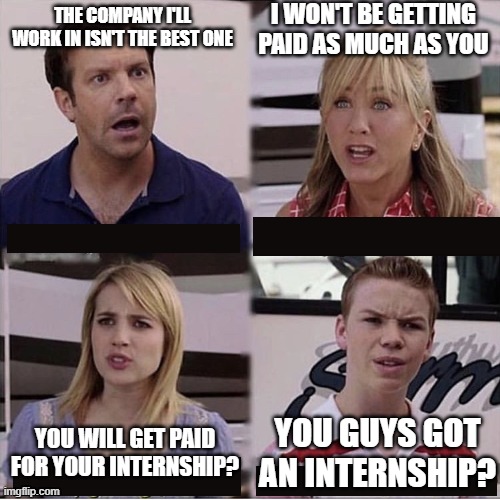 THE COMPANY I'LL
WORK IN ISN'T THE BEST ONE
I WON'T BE GETTING
PAID AS MUCH AS YOU
YOU WILL GET PAID
FOR YOUR INTERNSHIP?
YOU GUYS GOT
AN INTERNSHIP?
imgflip.com